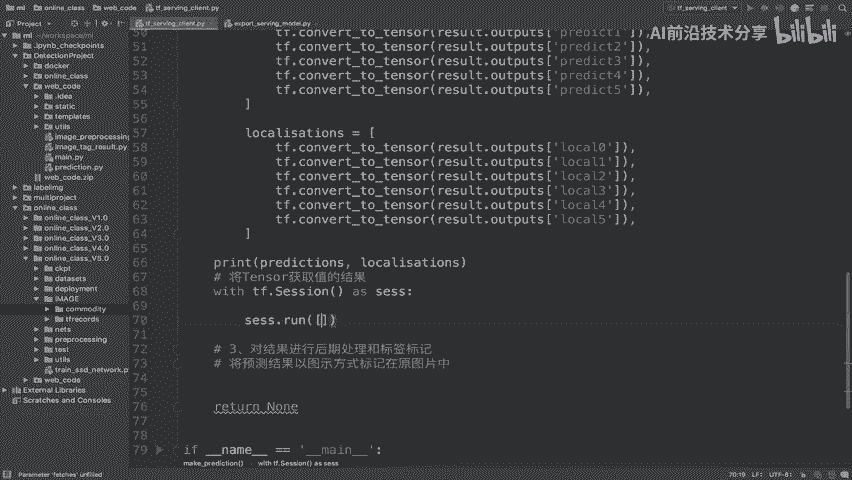 ml online_class web_code tf_serving_client.py
tf_serving_client
Project
tf_serving_client.py
export_serving_model.py
AI前沿技术分享 bilibili
ml ~/workspace/ml
.ipynb_checkpoints
DetectionProject
docker
online_class
web_code
.idea
static
templates
utils
image_preprocessing
image_tag_result.py
main.py
prediction.py
web_code.zip
labelimg
multiproject
online_class
online_class_V1.0
online_class_V2.0
online_class_V3.0
online_class_V4.0
online_class_V5.0
ckpt
datasets
deployment
IMAGE
commodity
tfrecords
nets
preprocessing
test
utils
train_ssd_network.p
web_code
External Libraries
Scratches and Consoles
50 tf.convert_to_tensor(result.outputs['predict1']),
51 tf.convert_to_tensor(result.outputs['predict2']),
52 tf.convert_to_tensor(result.outputs['predict3']),
53 tf.convert_to_tensor(result.outputs['predict4']),
54 tf.convert_to_tensor(result.outputs['predict5']),
55 ]
56
57 localisations = [
58 tf.convert_to_tensor(result.outputs['local0']),
59 tf.convert_to_tensor(result.outputs['local1']),
60 tf.convert_to_tensor(result.outputs['local2']),
61 tf.convert_to_tensor(result.outputs['local3']),
62 tf.convert_to_tensor(result.outputs['local4']),
63 tf.convert_to_tensor(result.outputs['local5']),
64 ]
65
66 print(predictions, localisations)
67 # 将Tensor获取值的结果
68 with tf.Session() as sess:
69
70 sess.run([])
71
72 # 3、对结果进行后期处理和标签标记
73 # 将预测结果以图示方式标记在原图片中
74
75
76 return None
77
78
79 if __name__ == '__main__':
make_prediction() with tf.Session() as sess
Parameter 'fetches' unfilled
70:19 LF: UTF-8: